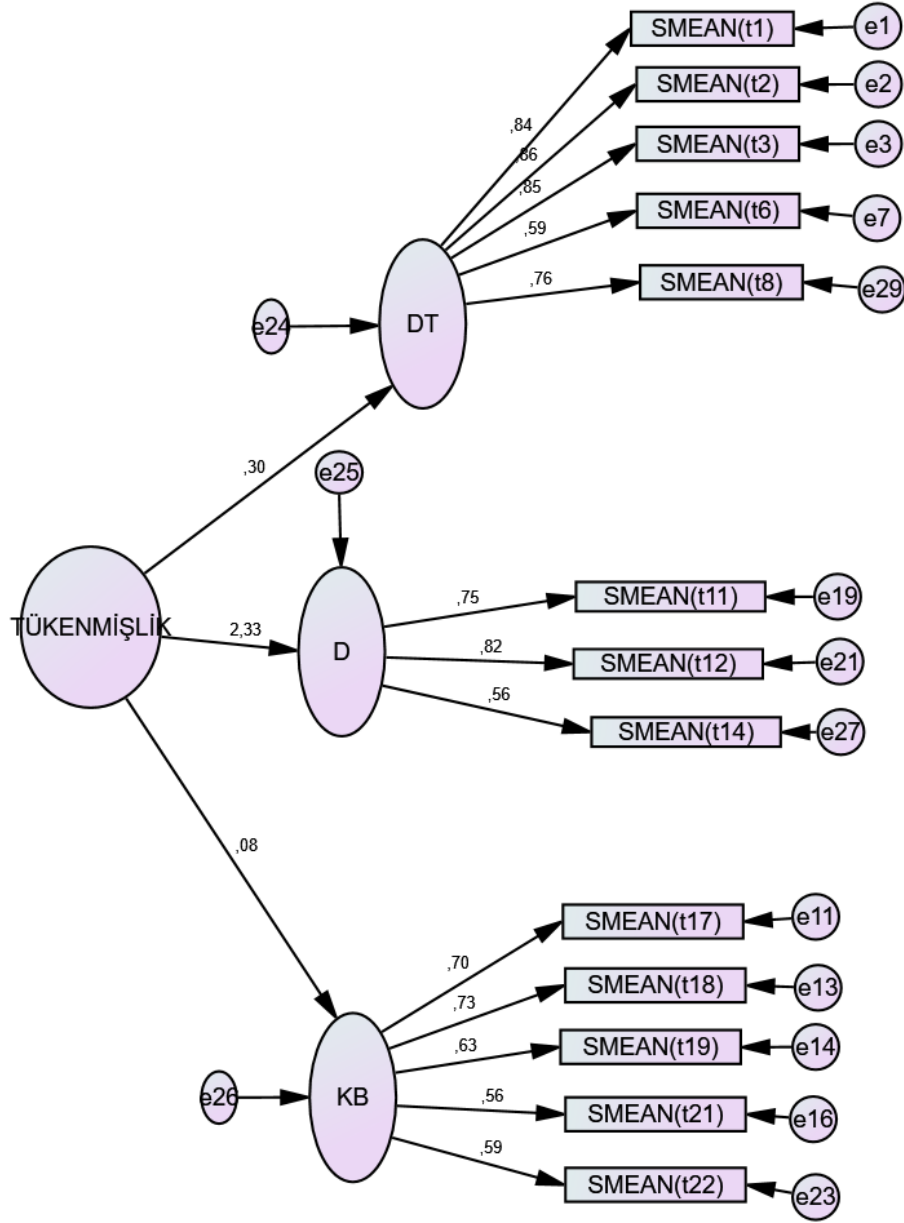 SMEAN(t1)
e1
SMEAN(t2)
e2
,84
SMEAN(t3)
e3
,86
,85
SMEAN(t6)
e7
,59
,76
SMEAN(t8)
e29
e24
DT
,30
e25
TÜKENMİŞLİK
2,33
D
,75
SMEAN(t11)
e19
,82
SMEAN(t12)
e21
,56
SMEAN(t14)
e27
,08
SMEAN(t17)
e11
,70
SMEAN(t18)
e13
,73
,63
SMEAN(t19)
e14
e26
KB
,56
SMEAN(t21)
e16
,59
SMEAN(t22)
e23